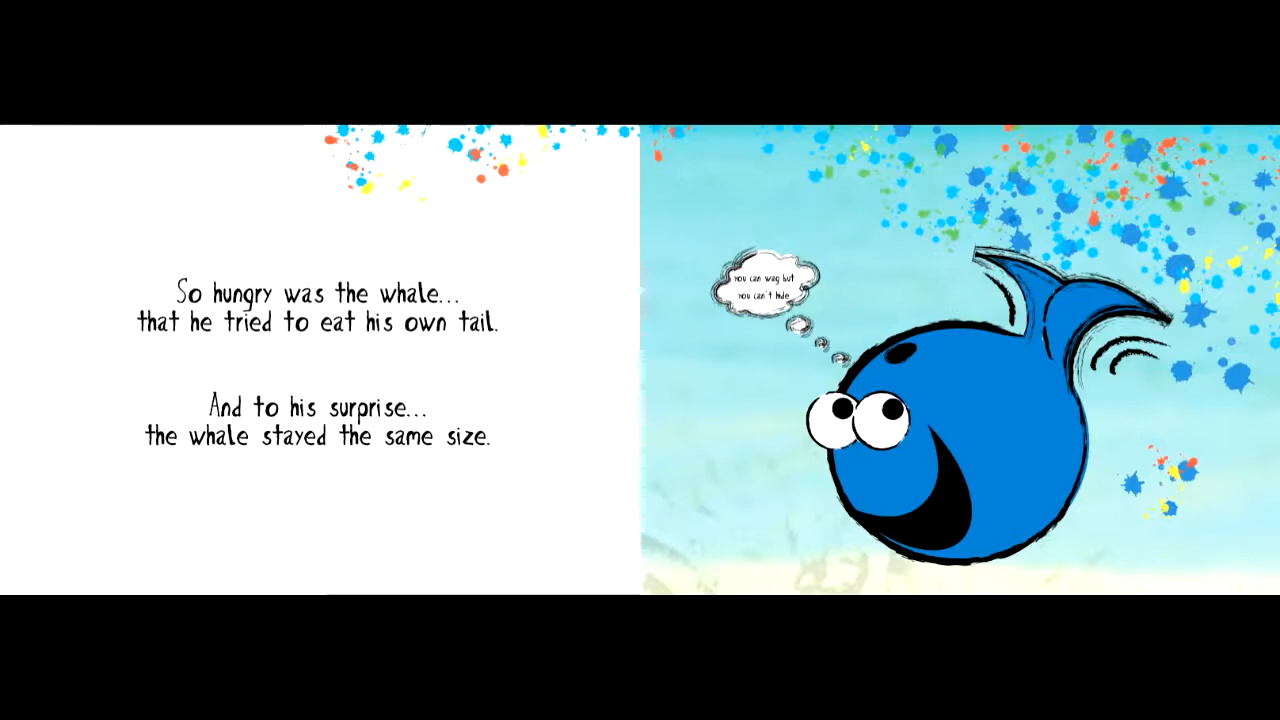 So hungry was the whale...
that he tried to eat his own tail.
And to his surprise...
the whale stayed the same size.
you can wag but
you can't hide